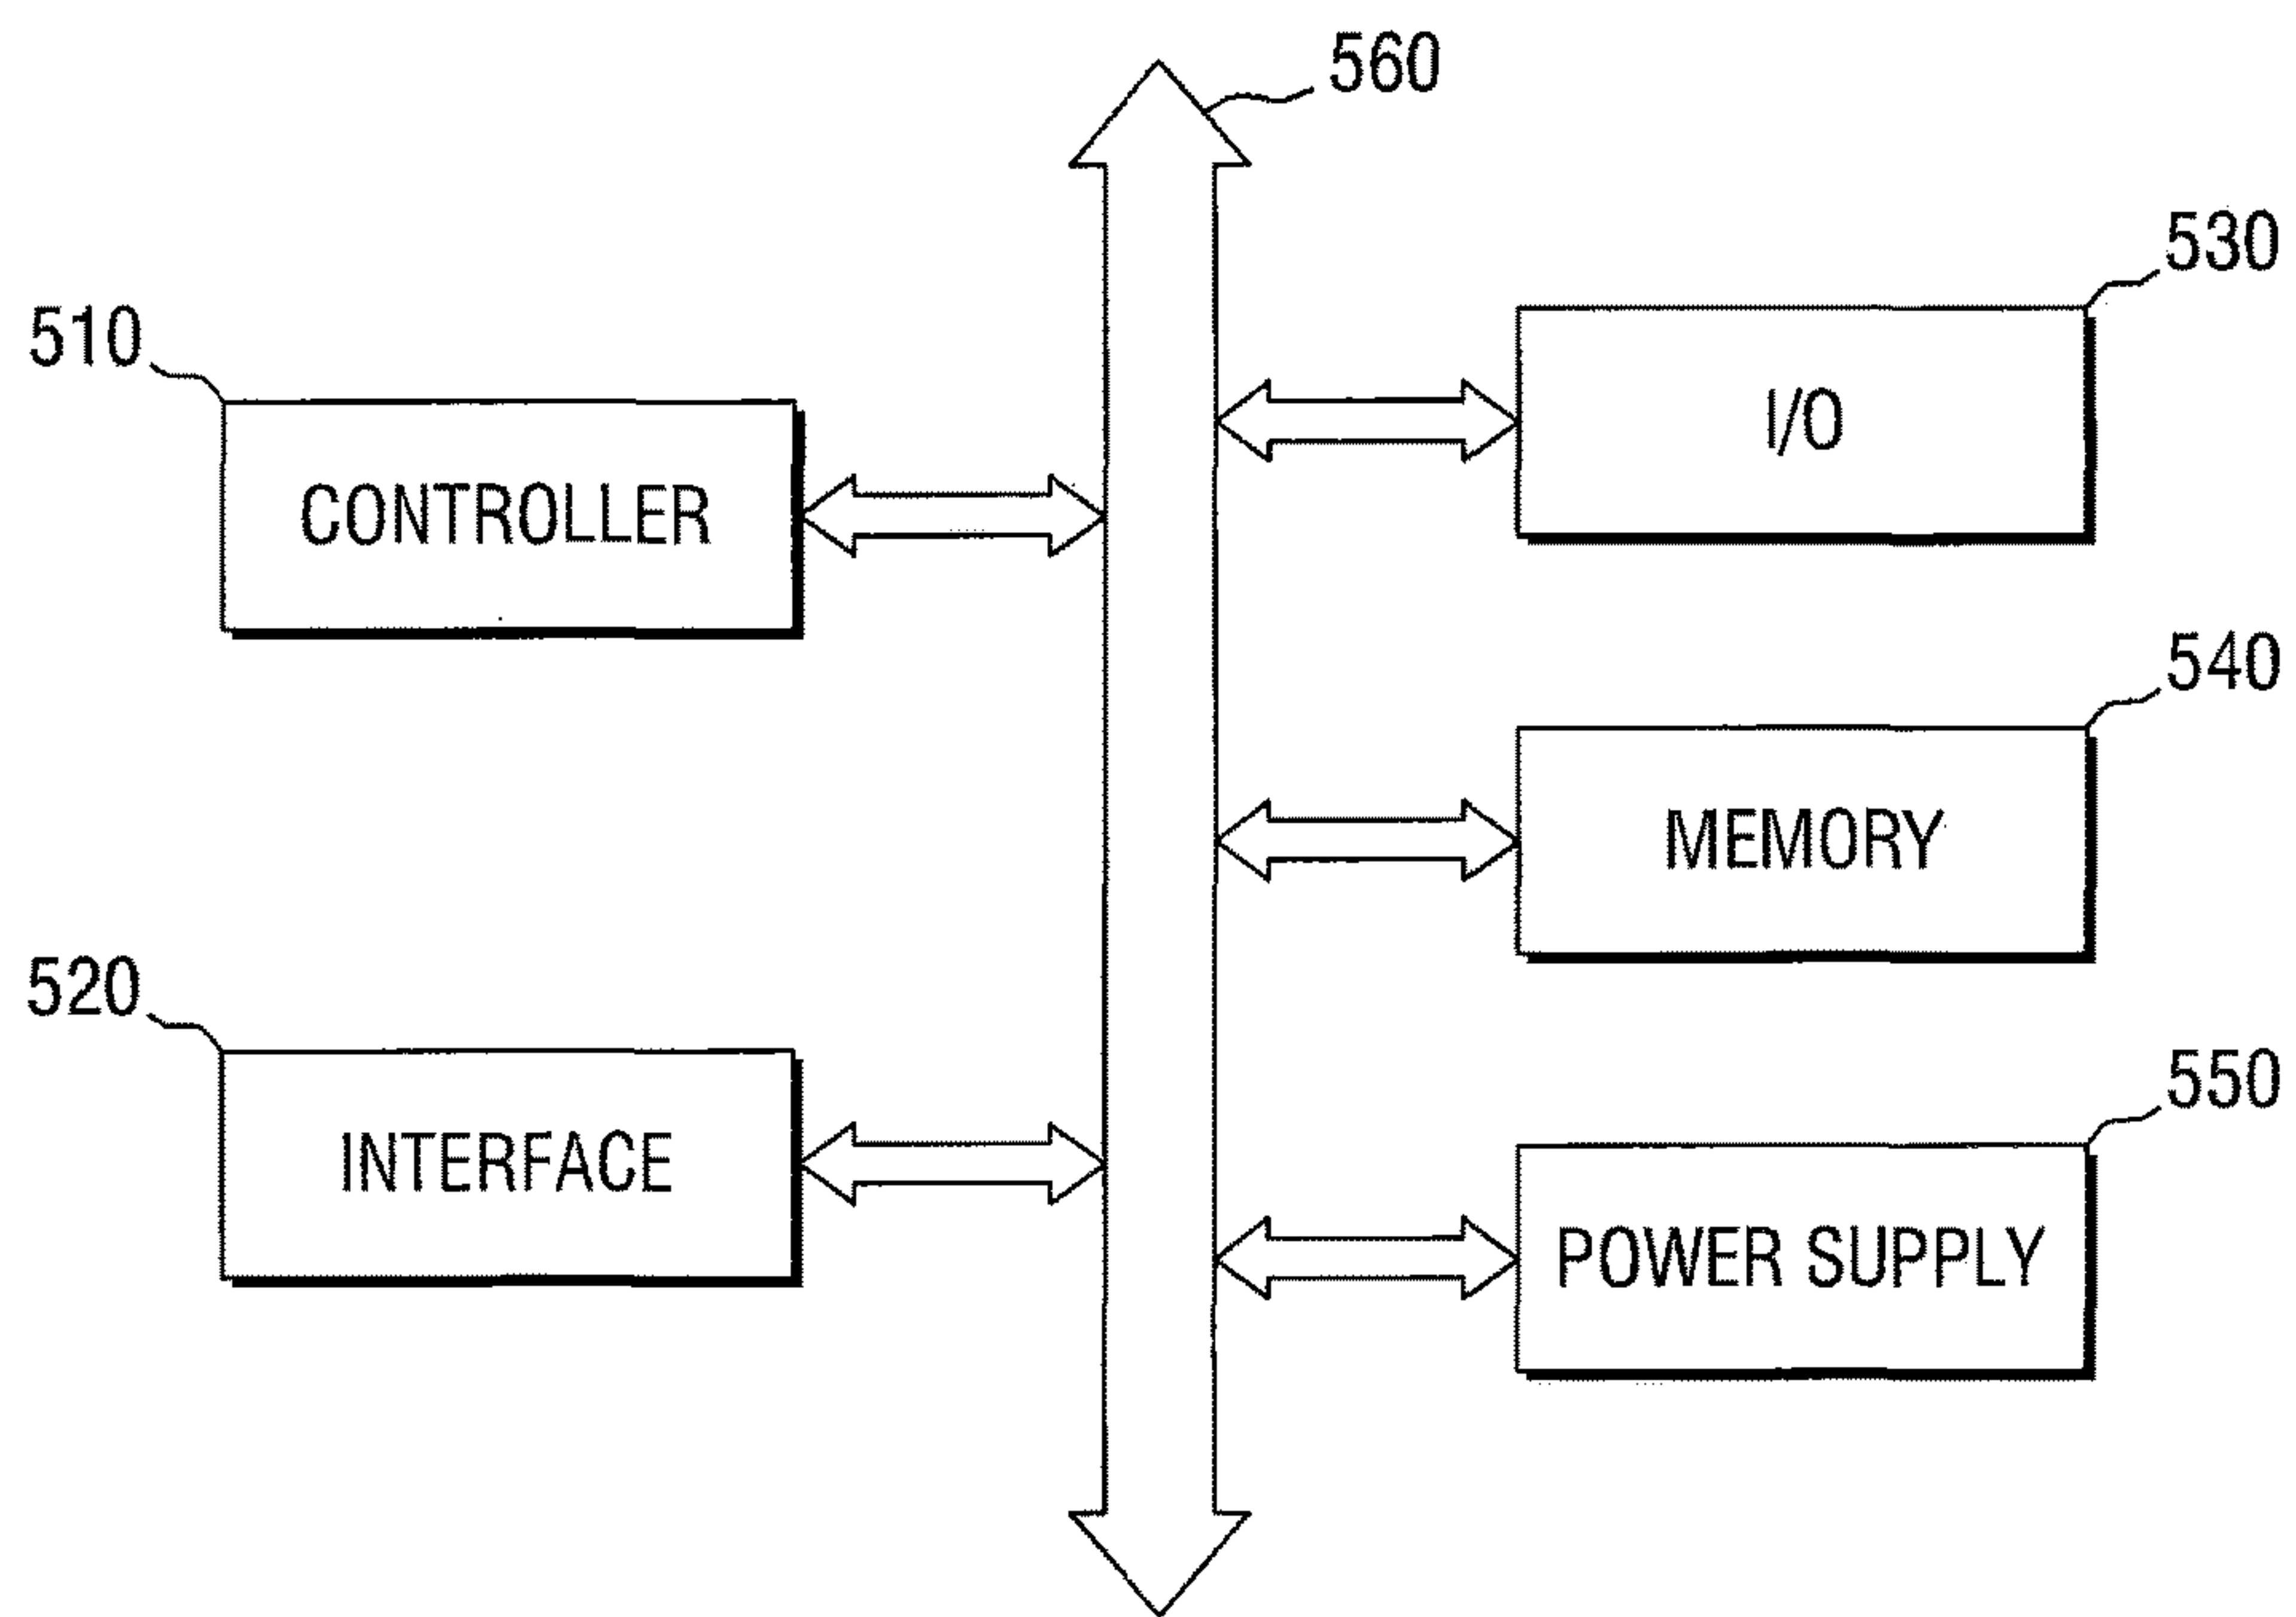 560
530
510
I/O
CONTROLLER
540
MEMORY
520
550
INTERFACE
POWER SUPPLY